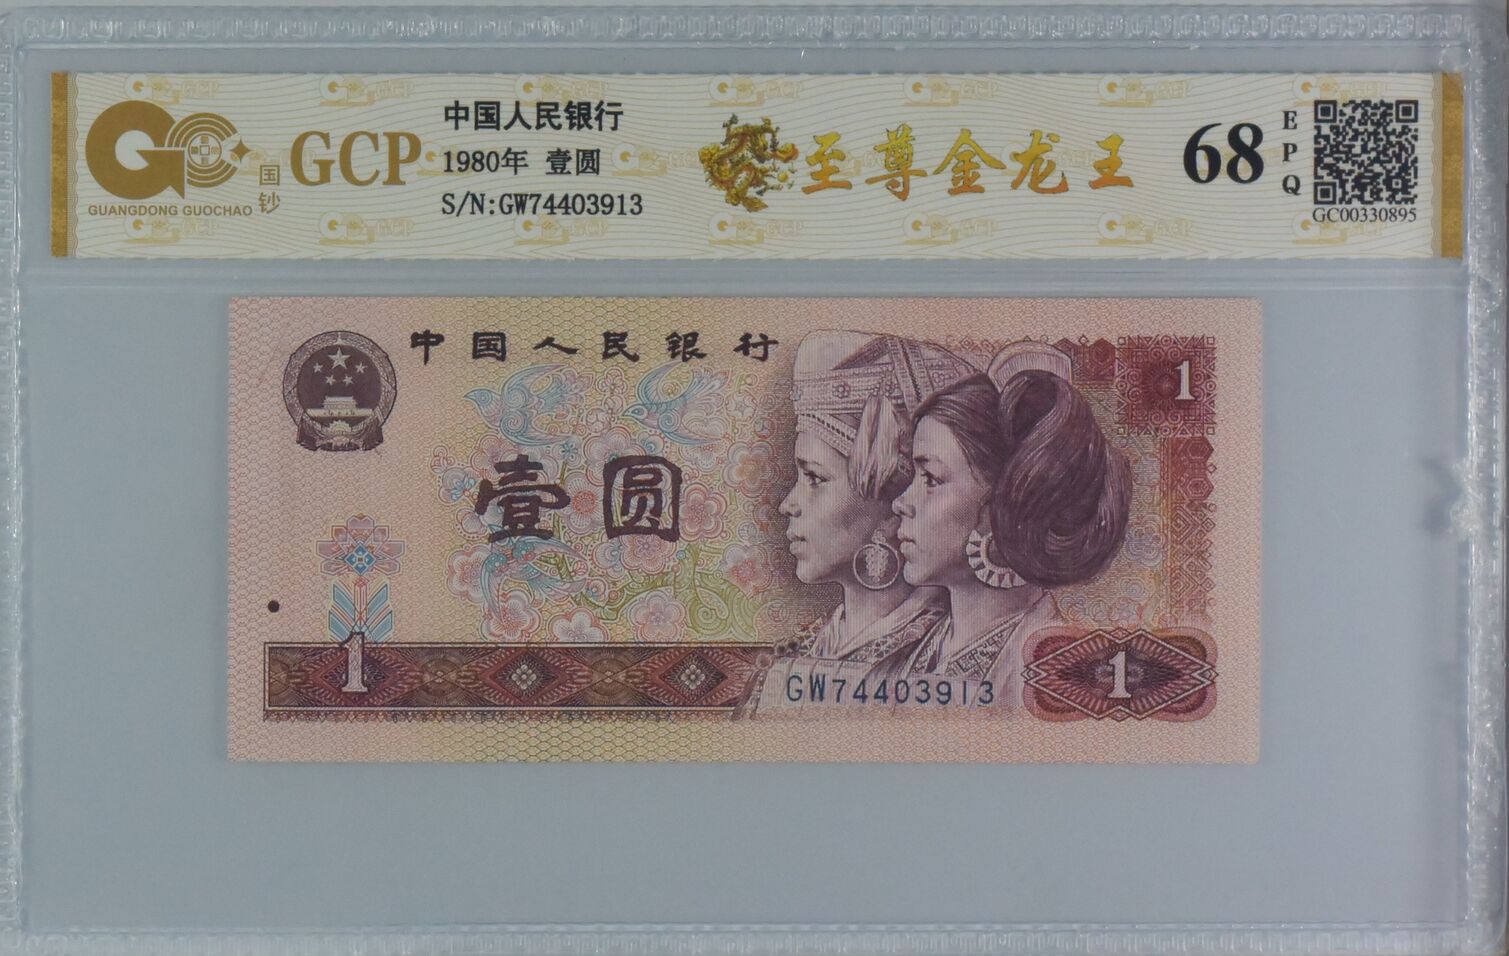 GUANGDONG GUOCHAO
国钞
GCP
中国人民银行
1980年 壹圆
S/N:GW74403913
至尊金龙王
68
EPQ
GC00330895
中国人民银行
1
壹圆
1
GW74403913
1